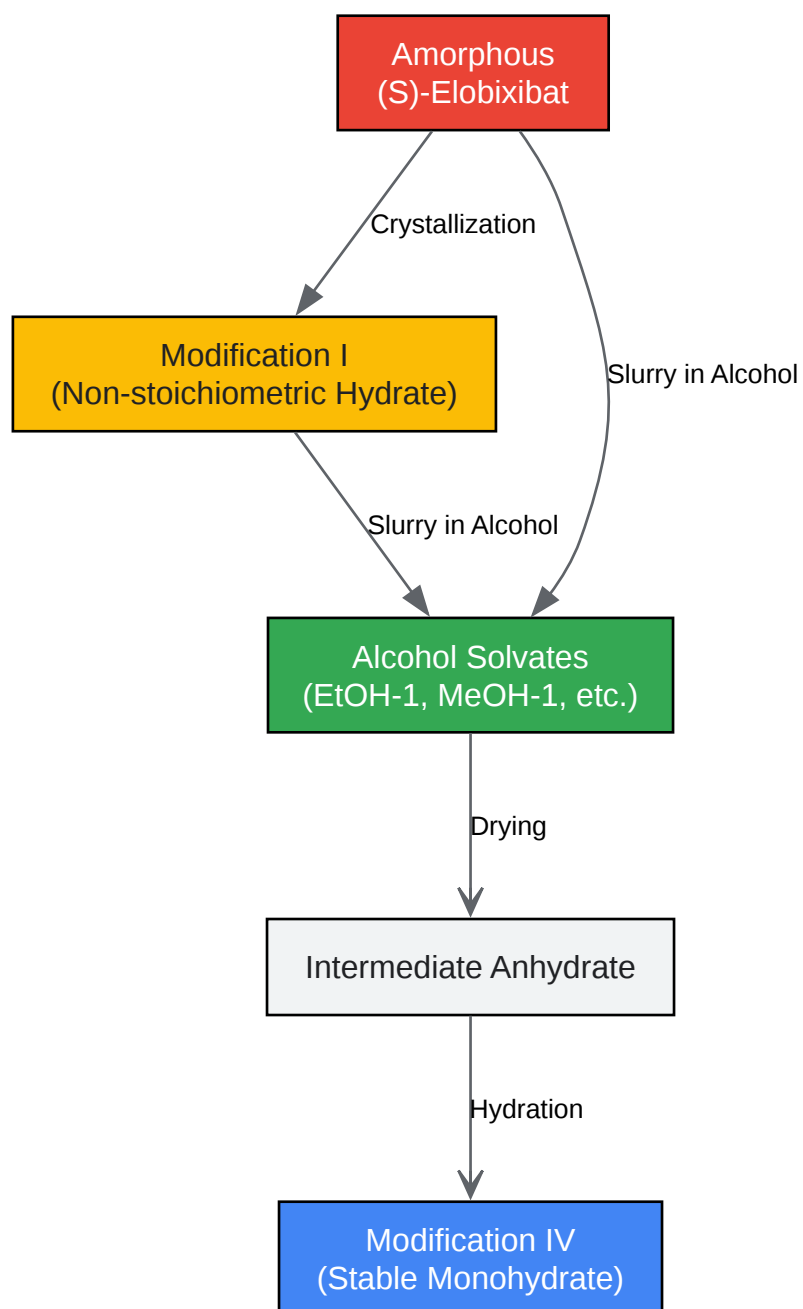 Amorphous
(S)-Elobixibat
Crystallization
Modification I
(Non-stoichiometric Hydrate)
Slurry in Alcohol
Slurry in Alcohol
Alcohol Solvates
(EtOH-1, MeOH-1, etc.)
Drying
Intermediate Anhydrate
Hydration
Modification IV
(Stable Monohydrate)